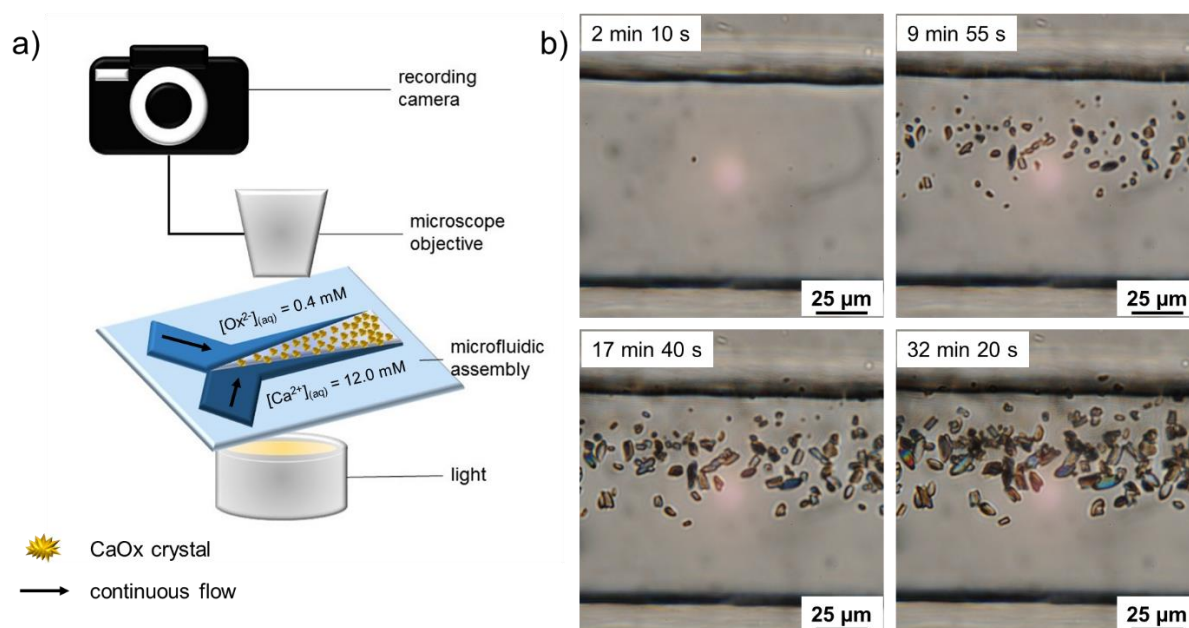 a)
recording
camera
microscope
objective
[Ox²⁻](aq) = 0.4 mM
[Ca²⁺](aq) = 12.0 mM
microfluidic
assembly
light
CaOx crystal
continuous flow
b)
2 min 10 s
25 µm
9 min 55 s
25 µm
17 min 40 s
25 µm
32 min 20 s
25 µm